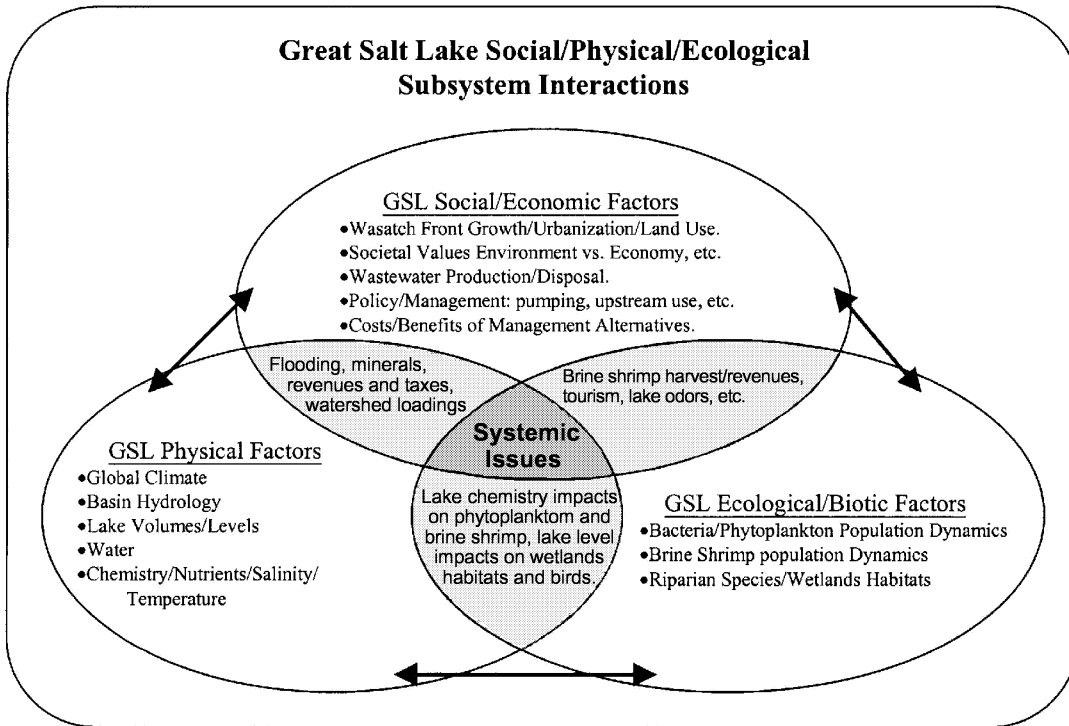 Great Salt Lake Social/Physical/Ecological
Subsystem Interactions
GSL Social/Economic Factors
•Wasatch Front Growth/Urbanization/Land Use.
•Societal Values Environment vs. Economy, etc.
•Wastewater Production/Disposal.
•Policy/Management: pumping, upstream use, etc.
•Costs/Benefits of Management Alternatives.
Flooding, minerals,
revenues and taxes,
watershed loadings
Brine shrimp harvest/revenues,
tourism, lake odors, etc.
Systemic
Issues
GSL Physical Factors
•Global Climate
•Basin Hydrology
•Lake Volumes/Levels
•Water
•Chemistry/Nutrients/Salinity/
Temperature
Lake chemistry impacts
on phytoplanktom and
brine shrimp, lake level
impacts on wetlands
habitats and birds.
GSL Ecological/Biotic Factors
•Bacteria/Phytoplankton Population Dynamics
•Brine Shrimp population Dynamics
•Riparian Species/Wetlands Habitats